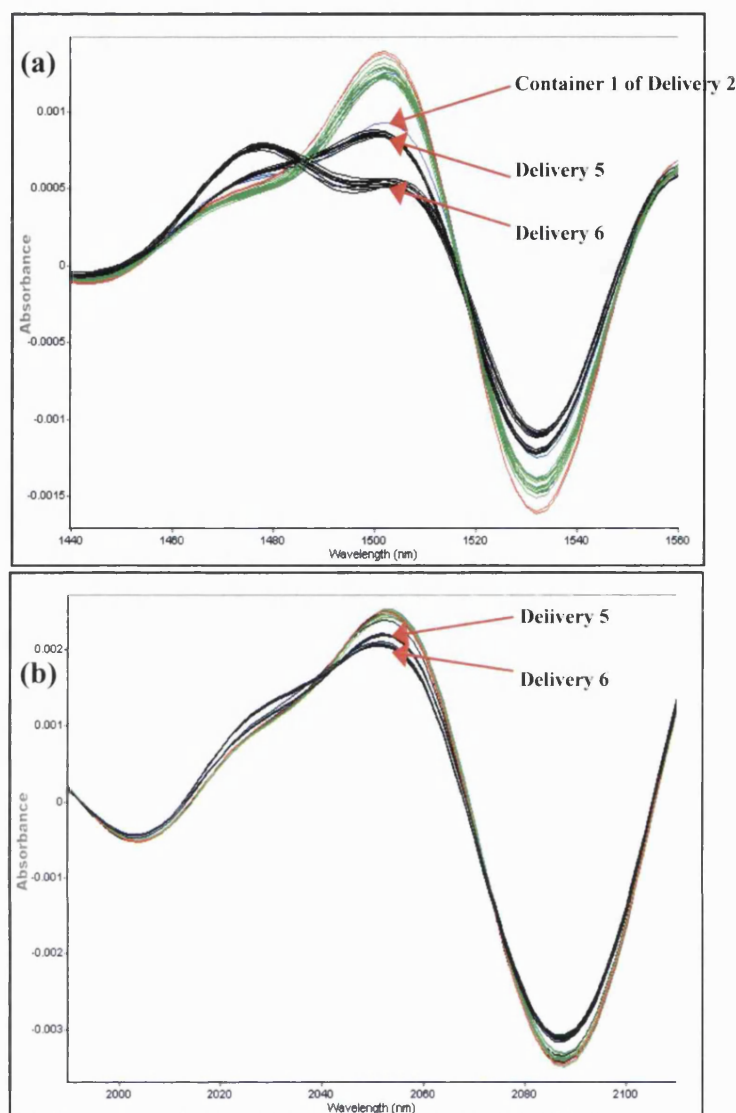 (a)
Container 1 of Delivery 2
Delivery 5
Delivery 6
0.001
0.0005
0
-0.0005
-0.001
-0.0015
Absorbance
1440
1460
1480
1500
1520
1540
1560
Wavelength (nm)
(b)
Delivery 5
Delivery 6
0.002
0.001
0
-0.001
-0.002
-0.003
Absorbance
2000
2020
2040
2060
2080
2100
Wavelength (nm)